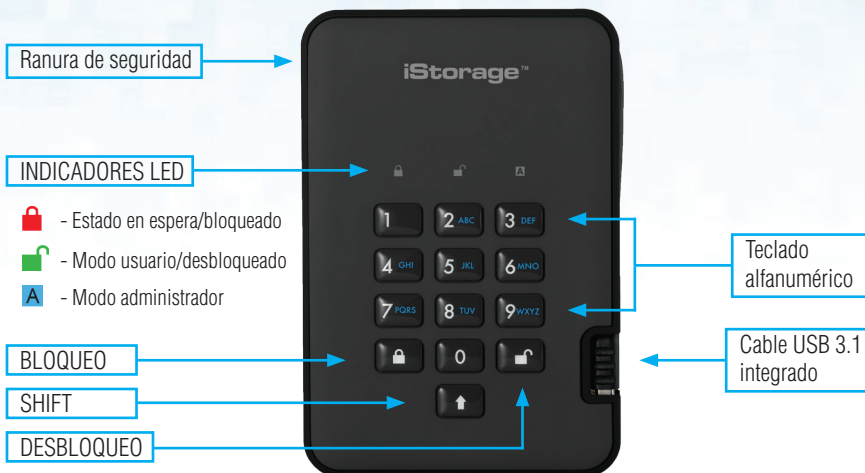 Ranura de seguridad
iStorage™
INDICADORES LED
A
- Estado en espera/bloqueado
- Modo usuario/desbloqueado
A - Modo administrador
1
2 ABC
3 DEF
4 GHI
5 JKL
6 MNO
7 PQRS
8 TUV
9 WXYZ
0
Teclado
alfanumérico
Cable USB 3.1
integrado
BLOQUEO
SHIFT
DESBLOQUEO